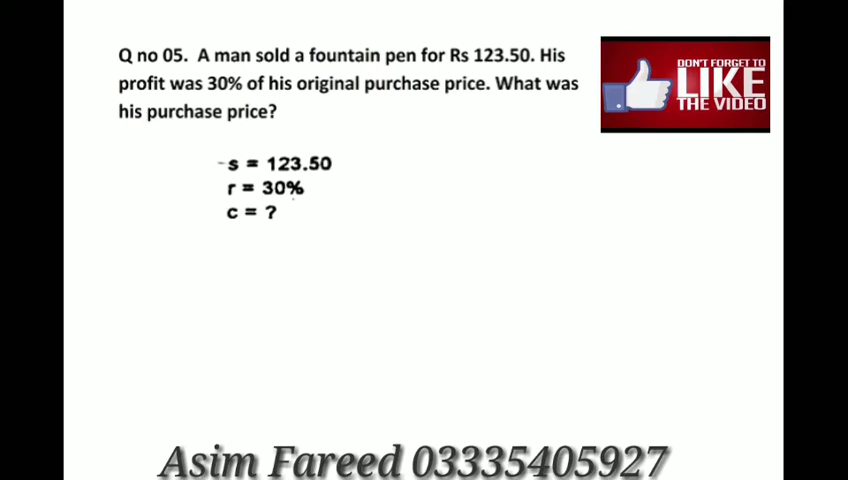 Q no 05. A man sold a fountain pen for Rs 123.50. His
profit was 30% of his original purchase price. What was
his purchase price?
DON'T FORGET TO
LIKE
THE VIDEO
s = 123.50
r = 30%
c = ?
Asim Fareed 03335405927